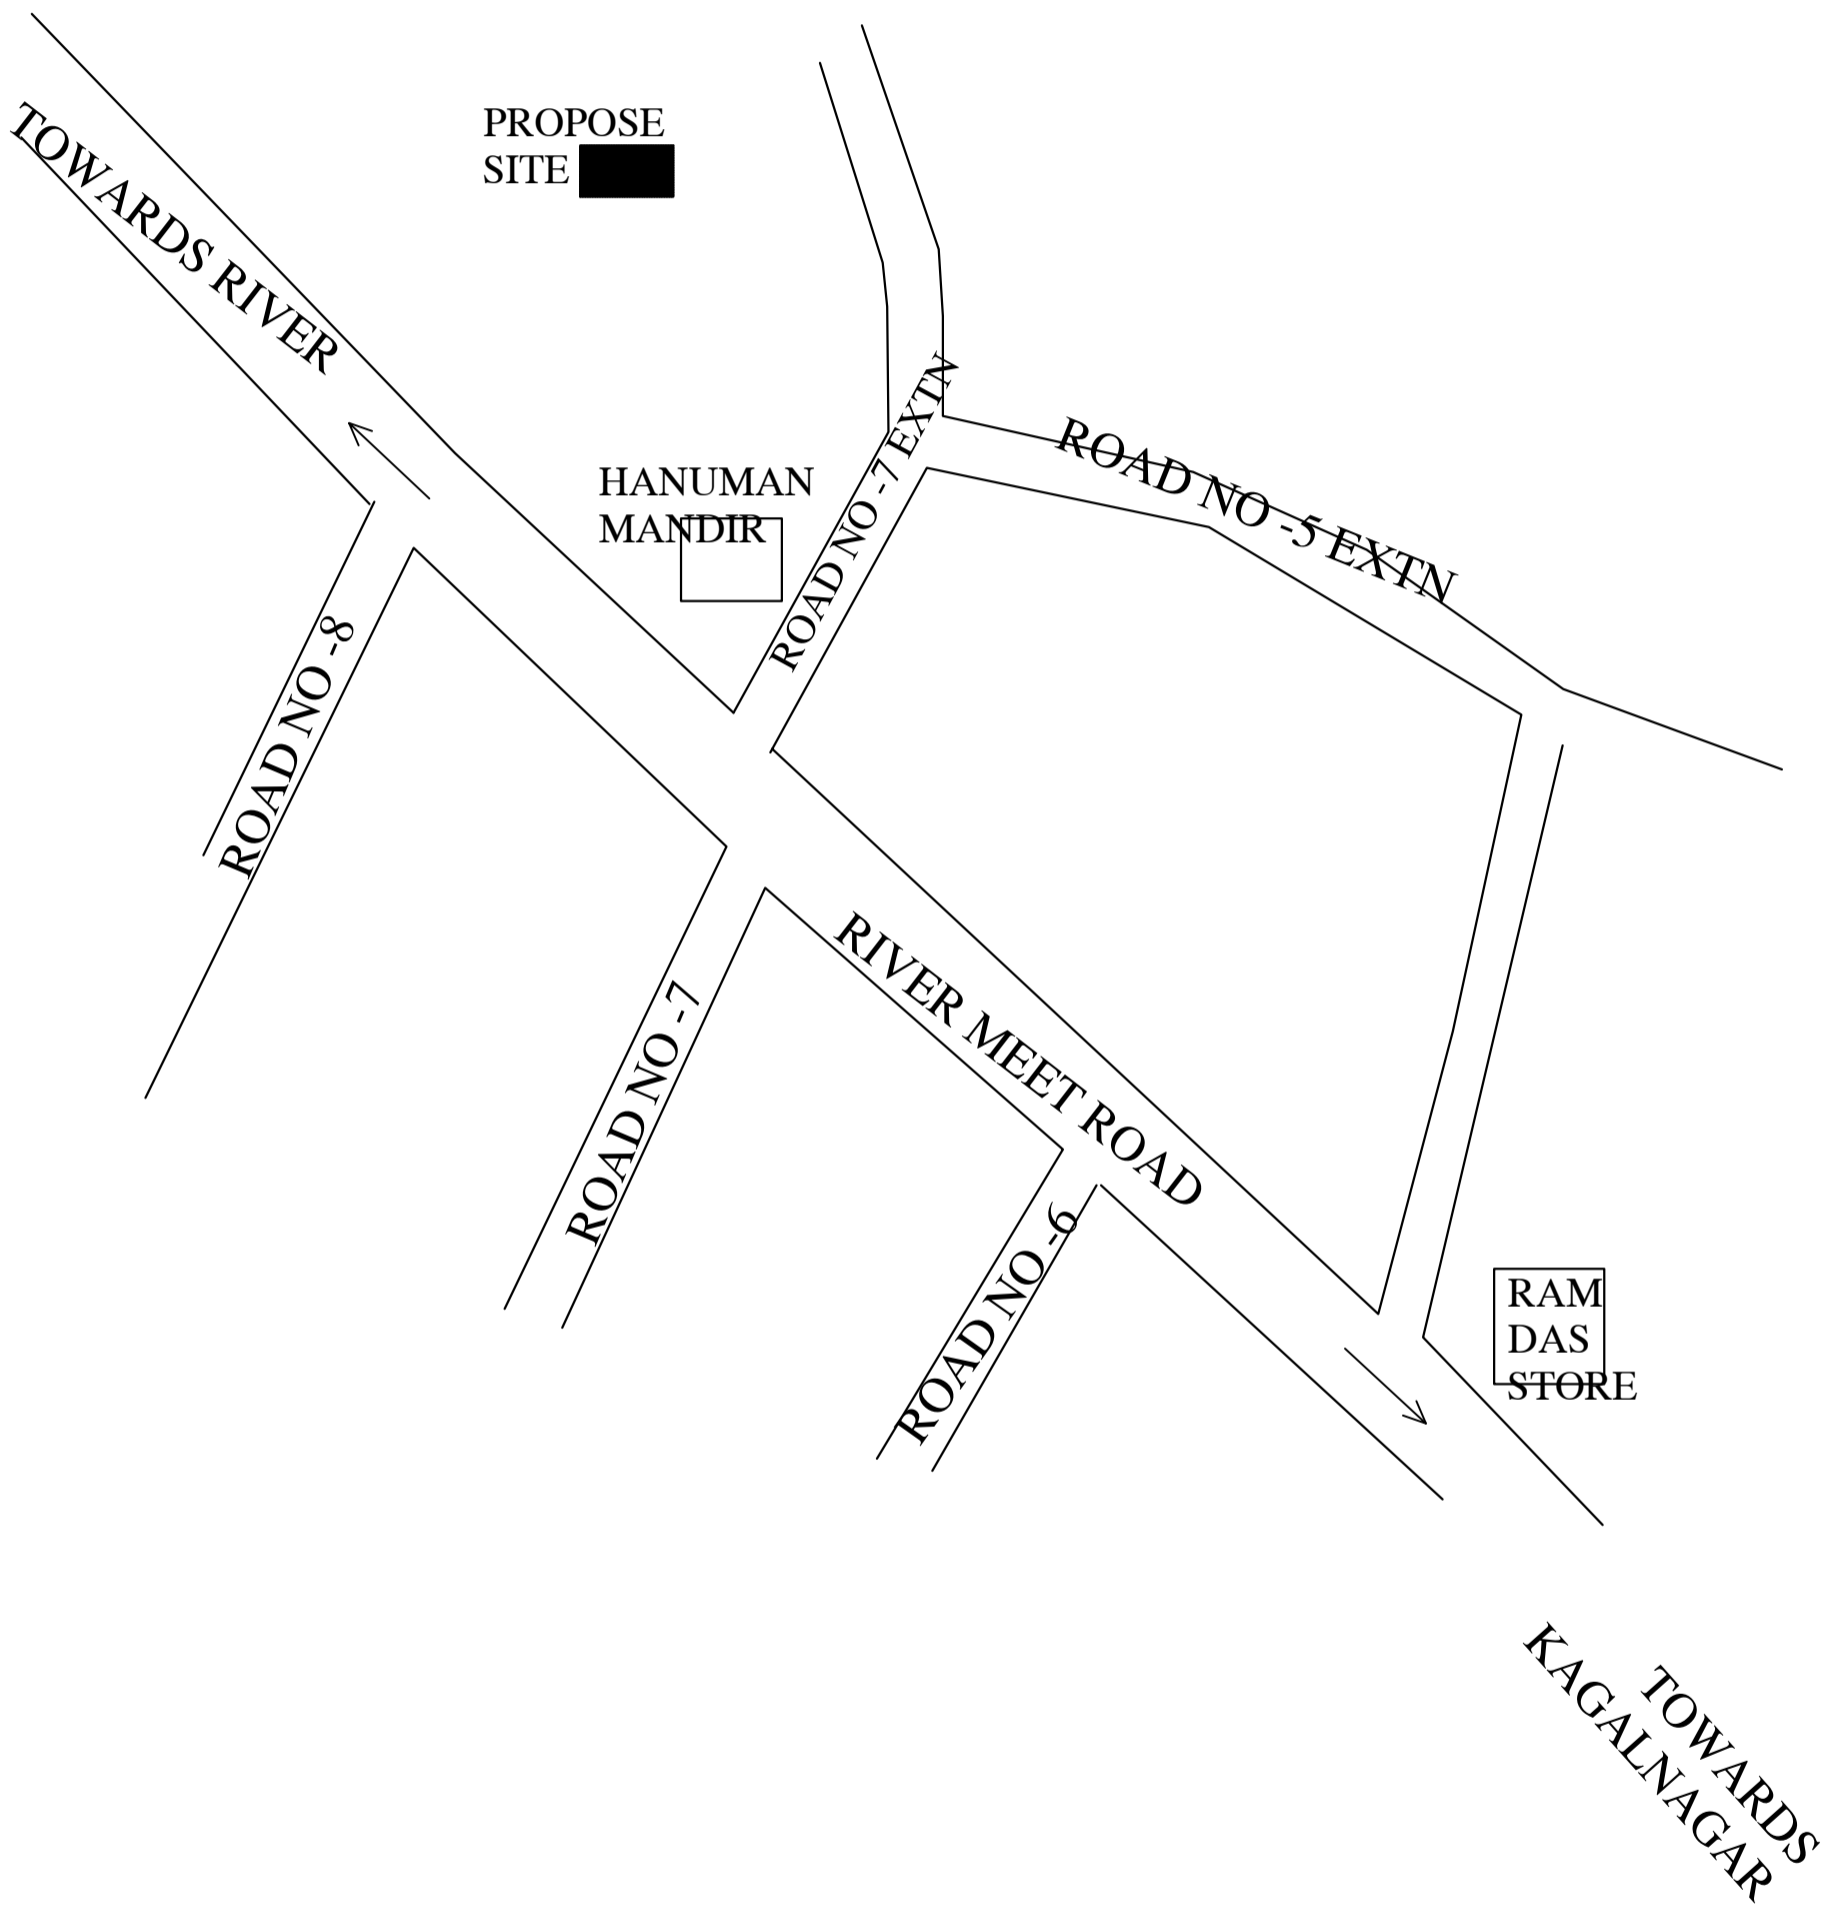 PROPOSE
SITE
TOWARDS RIVER
HANUMAN
MANDIR
ROAD NO -7 EXTN
ROAD NO -5 EXTN
ROAD NO -8
RIVER MEET ROAD
ROAD NO -7
ROAD NO -6
RAM
DAS
STORE
TOWARDS
KAGALNAGAR